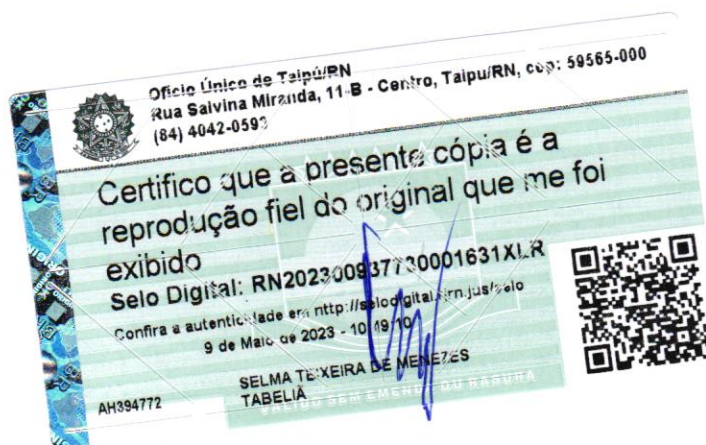 Ofício Único de Taipú/RN
Rua Salvina Miranda, 11-B - Centro, Taipu/RN, cep: 59565-000
(84) 4042-0593
Certifico que a presente cópia é a
reprodução fiel do original que me foi
exibido
Selo Digital: RN202300937730001631XLR
Confira a autenticidade em http://selodigital.tjrn.jus/selo
9 de Maio de 2023 - 10:49:10
SELMA TEIXEIRA DE MENEZES
TABELIÃ
AH394772
VÁLIDO SEM EMENDA OU RASURA